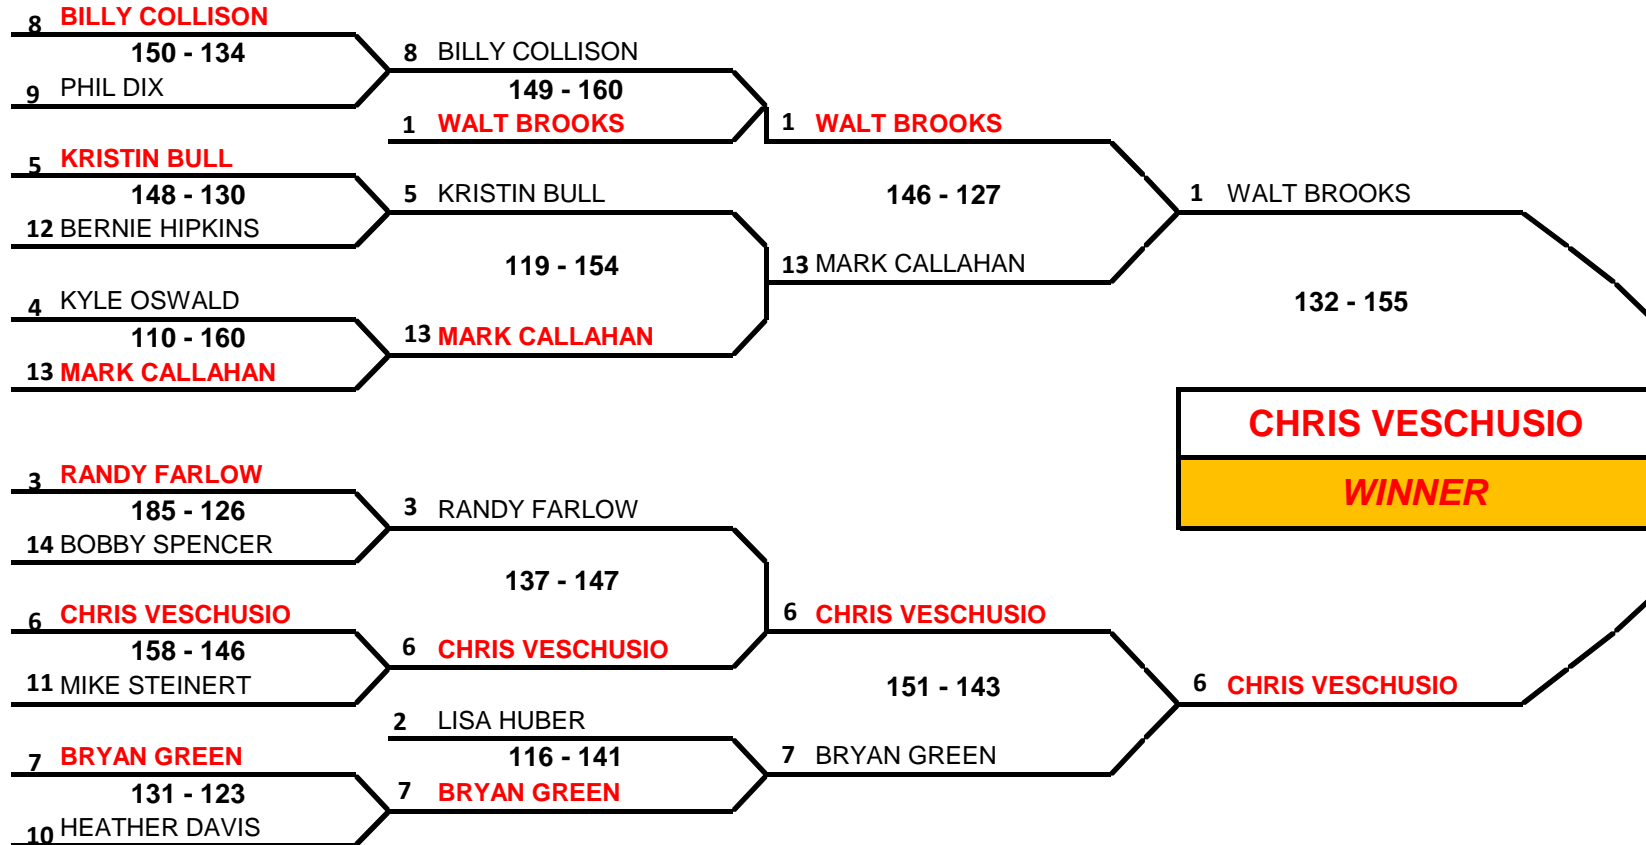 8 BILLY COLLISON
150 - 134
9 PHIL DIX
5 KRISTIN BULL
148 - 130
12 BERNIE HIPKINS
4 KYLE OSWALD
110 - 160
13 MARK CALLAHAN
3 RANDY FARLOW
185 - 126
14 BOBBY SPENCER
6 CHRIS VESCHUSIO
158 - 146
11 MIKE STEINERT
7 BRYAN GREEN
131 - 123
10 HEATHER DAVIS
8 BILLY COLLISON
149 - 160
1 WALT BROOKS
5 KRISTIN BULL
119 - 154
13 MARK CALLAHAN
3 RANDY FARLOW
137 - 147
6 CHRIS VESCHUSIO
2 LISA HUBER
116 - 141
7 BRYAN GREEN
1 WALT BROOKS
146 - 127
13 MARK CALLAHAN
6 CHRIS VESCHUSIO
151 - 143
7 BRYAN GREEN
1 WALT BROOKS
132 - 155
6 CHRIS VESCHUSIO
CHRIS VESCHUSIO
WINNER